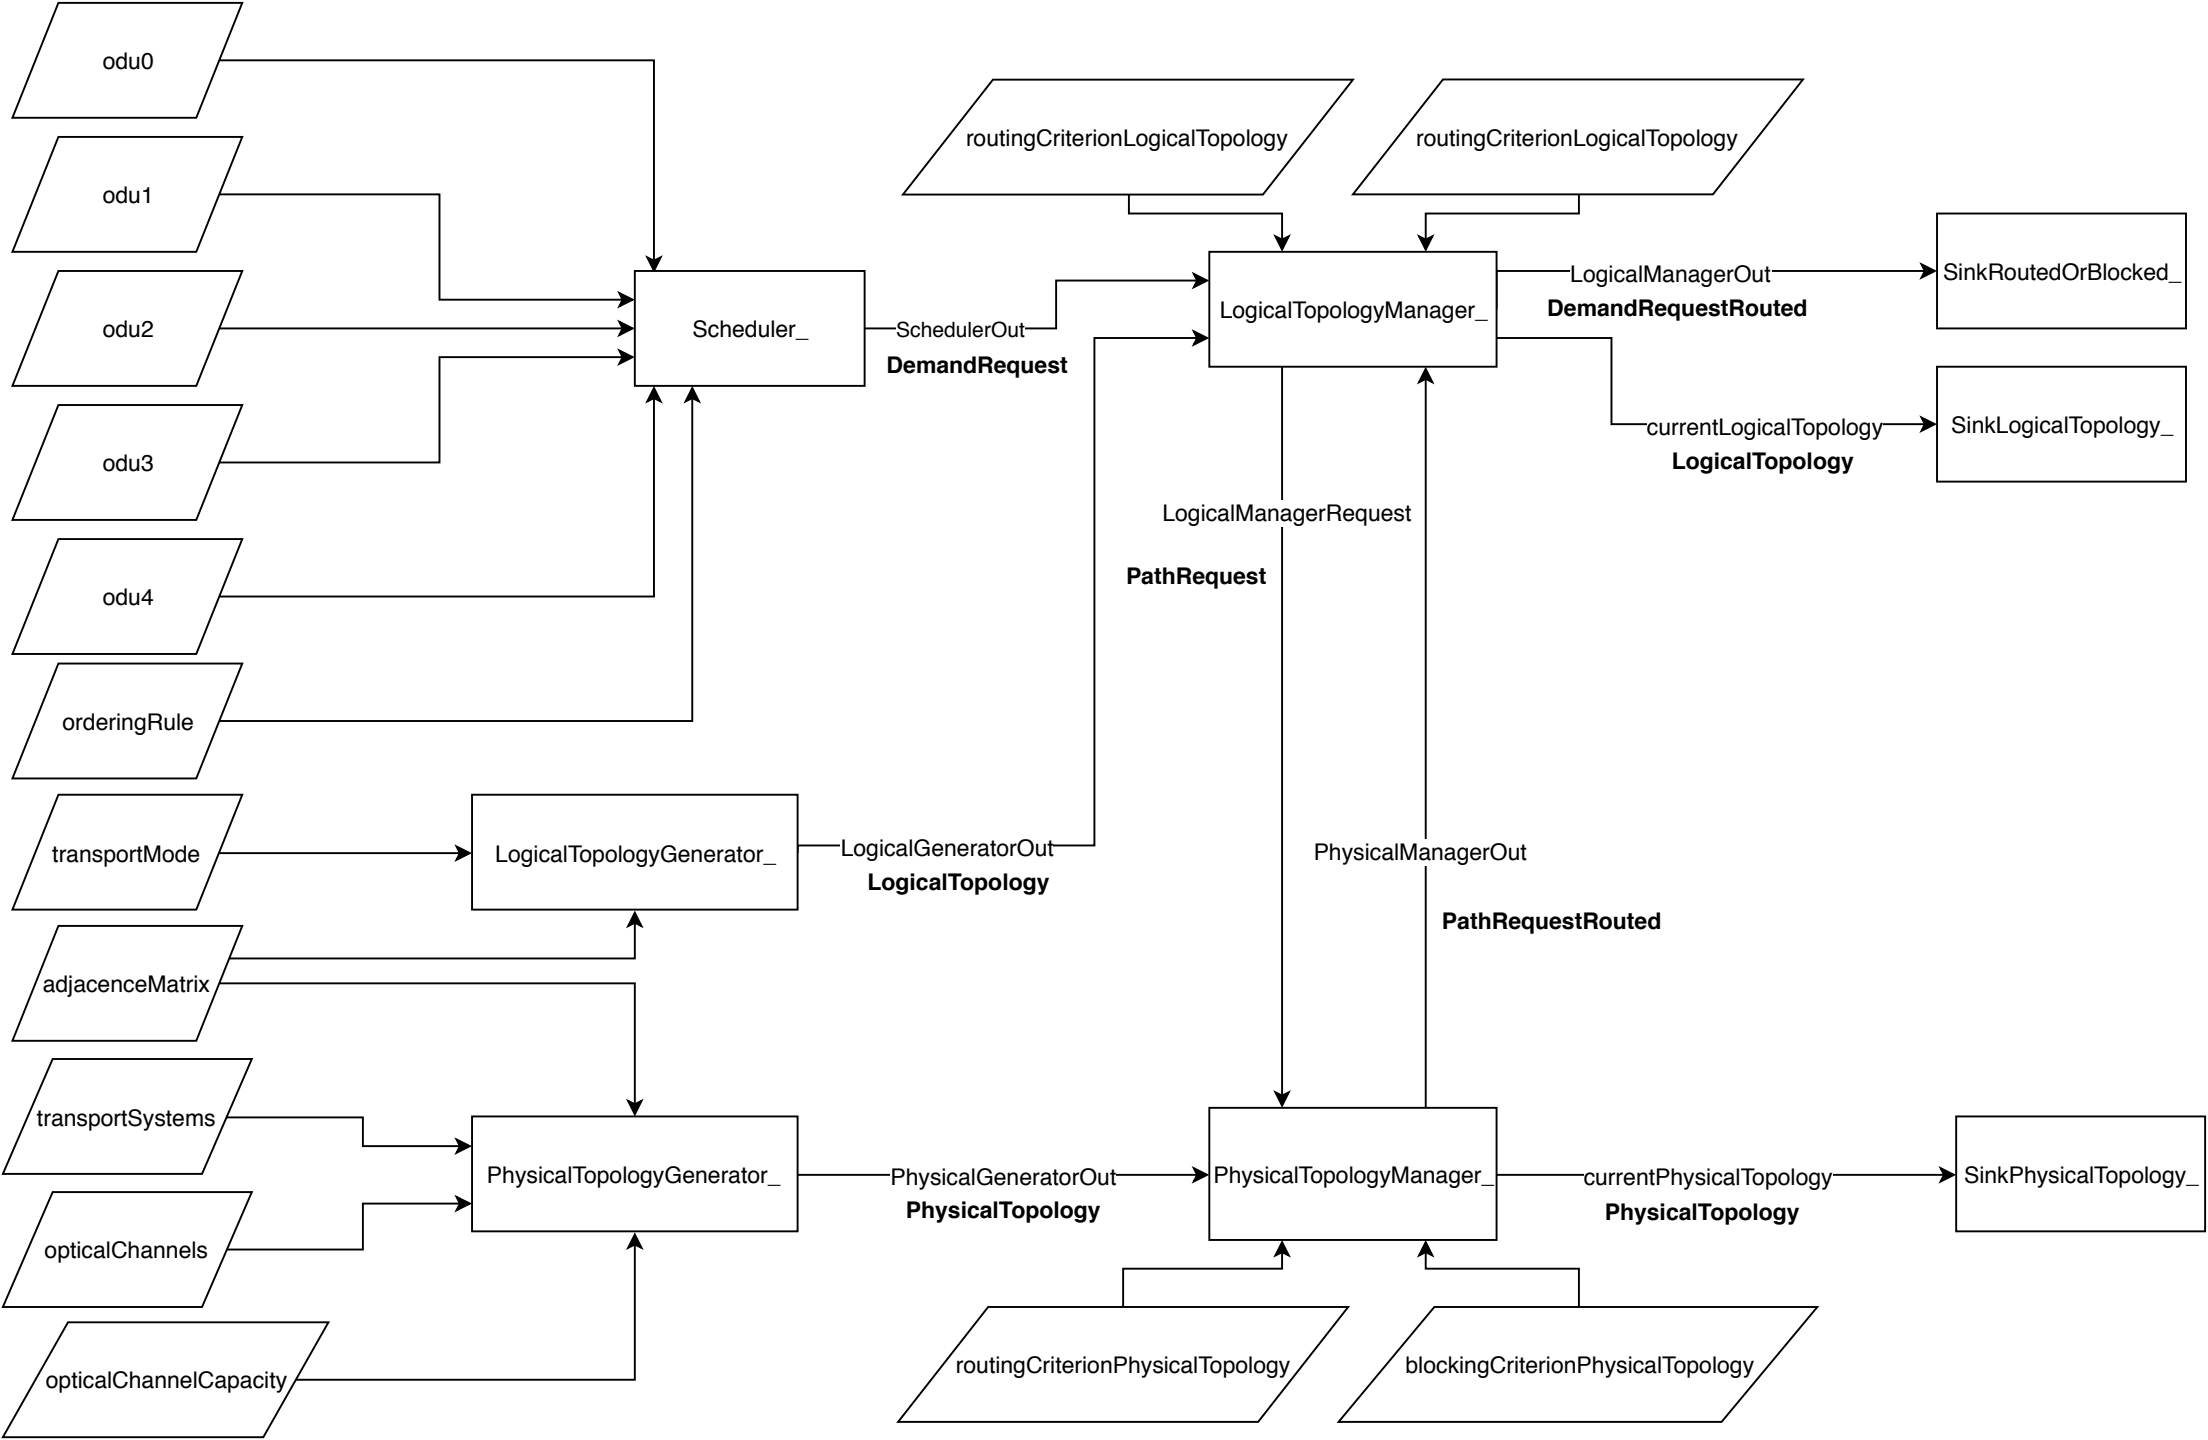 odu0
odu1
odu2
odu3
odu4
orderingRule
transportMode
adjacenceMatrix
transportSystems
opticalChannels
opticalChannelCapacity
Scheduler_
SchedulerOut
DemandRequest
LogicalTopologyGenerator_
LogicalGeneratorOut
LogicalTopology
PhysicalTopologyGenerator_
PhysicalGeneratorOut
PhysicalTopology
routingCriterionLogicalTopology
routingCriterionLogicalTopology
LogicalTopologyManager_
LogicalManagerOut
DemandRequestRouted
SinkRoutedOrBlocked_
currentLogicalTopology
LogicalTopology
SinkLogicalTopology_
LogicalManagerRequest
PathRequest
PhysicalManagerOut
PathRequestRouted
PhysicalTopologyManager_
currentPhysicalTopology
PhysicalTopology
SinkPhysicalTopology_
routingCriterionPhysicalTopology
blockingCriterionPhysicalTopology